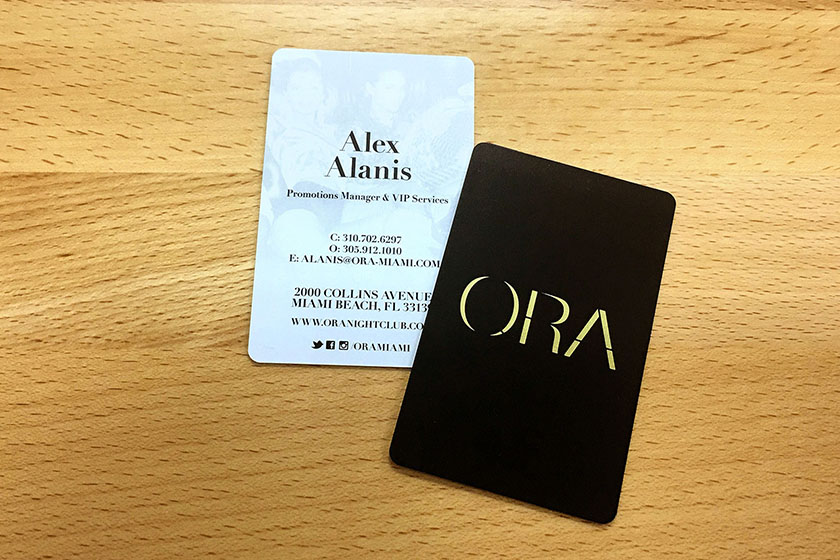 Alex
Alanis
Promotions Manager & VIP Services
C: 310.702.6297
O: 305.912.1010
E: ALANIS@ORA-MIAMI.COM
2000 COLLINS AVENUE
MIAMI BEACH, FL 33139
WWW.ORANIGHTCLUB.CO
/ORAMIAMI
ORA